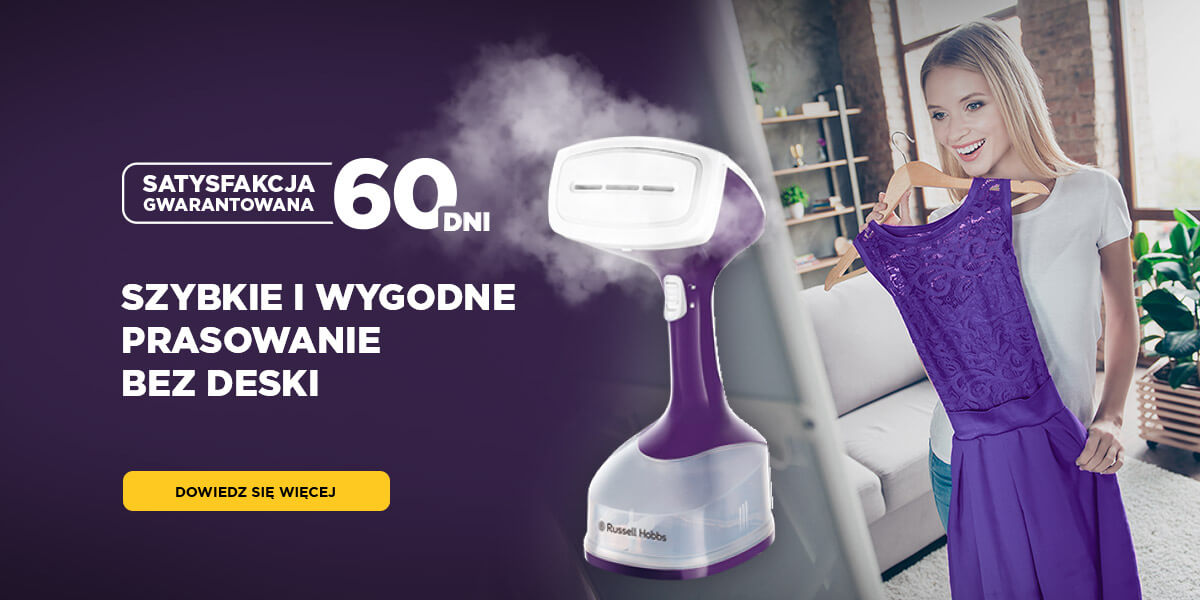 SATYSFAKCJA
GWARANTOWANA
60 DNI
SZYBKIE I WYGODNE
PRASOWANIE
BEZ DESKI
DOWIEDZ SIĘ WIĘCEJ
Russell Hobbs